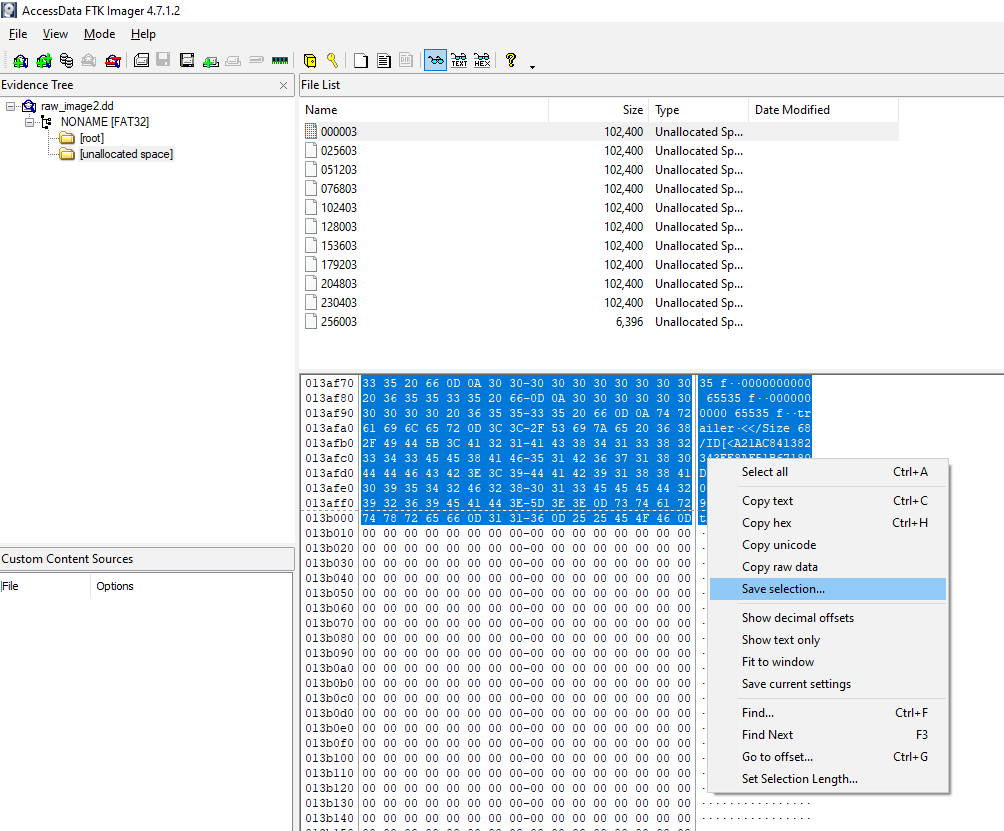 AccessData FTK Imager 4.7.1.2
File View Mode Help
Evidence Tree
raw_image2.dd
NONAME [FAT32]
[root]
[unallocated space]
Custom Content Sources
File Options
File List
Name Size Type Date Modified
000003 102,400 Unallocated Sp...
025603 102,400 Unallocated Sp...
051203 102,400 Unallocated Sp...
076803 102,400 Unallocated Sp...
102403 102,400 Unallocated Sp...
128003 102,400 Unallocated Sp...
153603 102,400 Unallocated Sp...
179203 102,400 Unallocated Sp...
204803 102,400 Unallocated Sp...
230403 102,400 Unallocated Sp...
256003 6,396 Unallocated Sp...
013af70 33 35 20 66 0D 0A 30 30-30 30 30 30 30 30 30 30 35 f··0000000000
013af80 20 36 35 35 33 35 20 66-0D 0A 30 30 30 30 30 30 65535 f··000000
013af90 30 30 30 30 20 36 35 35-33 35 20 66 0D 0A 74 72 0000 65535 f··tr
013afa0 61 69 6C 65 72 0D 3C 3C-2F 53 69 7A 65 20 36 38 ailer·<</Size 68
013afb0 2F 49 44 5B 3C 41 32 31-41 43 38 34 31 33 38 32 /ID[<A21AC841382
013afc0 33 34 33 45 45 38 41 46-35 31 42 36 37 31 38 30 343EE8AF51B67180
013afd0 44 44 46 43 42 3E 3C 39-44 41 42 39 31 38 38 41 D
013afe0 30 39 35 34 32 46 32 38-30 31 33 45 45 45 44 32 0
013aff0 39 32 36 39 45 41 44 3E-5D 3E 3E 0D 73 74 61 72 9
013b000 74 78 72 65 66 0D 31 31-36 0D 25 25 45 4F 46 0D t
013b010 00 00 00 00 00 00 00 00-00 00 00 00 00 00 00 00
013b020 00 00 00 00 00 00 00 00-00 00 00 00 00 00 00 00
013b030 00 00 00 00 00 00 00 00-00 00 00 00 00 00 00 00
013b040 00 00 00 00 00 00 00 00-00 00 00 00 00 00 00 00
013b050 00 00 00 00 00 00 00 00-00 00 00 00 00 00 00 00
013b060 00 00 00 00 00 00 00 00-00 00 00 00 00 00 00 00
013b070 00 00 00 00 00 00 00 00-00 00 00 00 00 00 00 00
013b080 00 00 00 00 00 00 00 00-00 00 00 00 00 00 00 00
013b090 00 00 00 00 00 00 00 00-00 00 00 00 00 00 00 00
013b0a0 00 00 00 00 00 00 00 00-00 00 00 00 00 00 00 00
013b0b0 00 00 00 00 00 00 00 00-00 00 00 00 00 00 00 00
013b0c0 00 00 00 00 00 00 00 00-00 00 00 00 00 00 00 00
013b0d0 00 00 00 00 00 00 00 00-00 00 00 00 00 00 00 00
013b0e0 00 00 00 00 00 00 00 00-00 00 00 00 00 00 00 00
013b0f0 00 00 00 00 00 00 00 00-00 00 00 00 00 00 00 00
013b100 00 00 00 00 00 00 00 00-00 00 00 00 00 00 00 00
013b110 00 00 00 00 00 00 00 00-00 00 00 00 00 00 00 00
013b120 00 00 00 00 00 00 00 00-00 00 00 00 00 00 00 00
013b130 00 00 00 00 00 00 00 00-00 00 00 00 00 00 00 00 ················
013b140 00 00 00 00 00 00 00 00-00 00 00 00 00 00 00 00 ················
Select all Ctrl+A
Copy text Ctrl+C
Copy hex Ctrl+H
Copy unicode
Copy raw data
Save selection...
Show decimal offsets
Show text only
Fit to window
Save current settings
Find... Ctrl+F
Find Next F3
Go to offset... Ctrl+G
Set Selection Length...